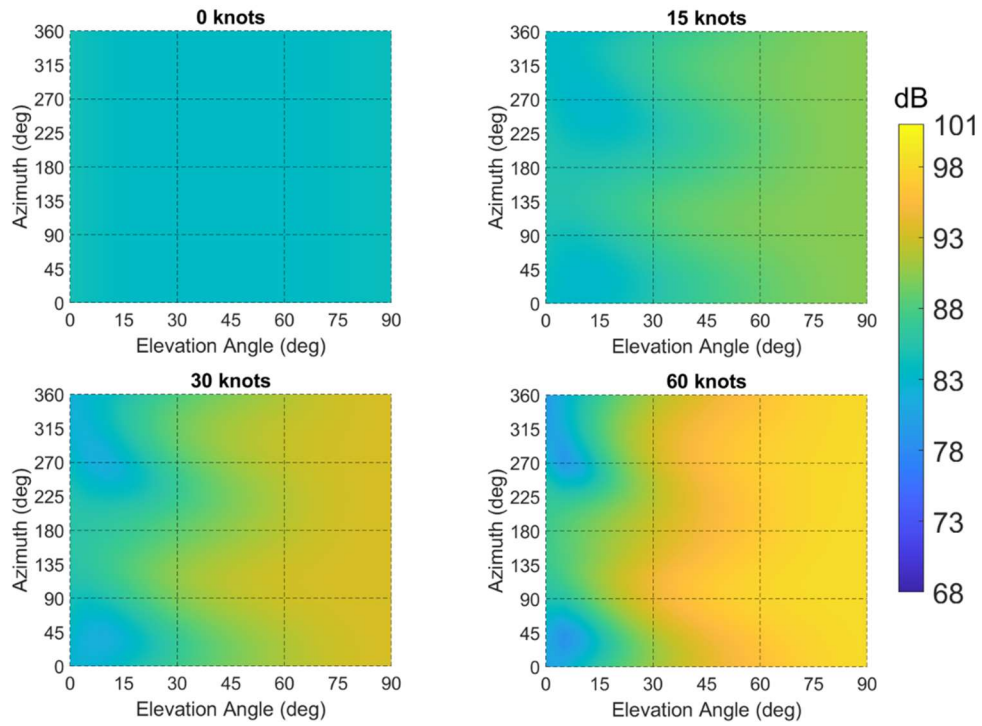 0 knots
360
315
270
225
180
135
90
45
0
Azimuth (deg)
0 15 30 45 60 75 90
Elevation Angle (deg)
15 knots
360
315
270
225
180
135
90
45
0
Azimuth (deg)
0 15 30 45 60 75 90
Elevation Angle (deg)
dB
101
98
93
88
83
78
73
68
30 knots
360
315
270
225
180
135
90
45
0
Azimuth (deg)
0 15 30 45 60 75 90
Elevation Angle (deg)
60 knots
360
315
270
225
180
135
90
45
0
Azimuth (deg)
0 15 30 45 60 75 90
Elevation Angle (deg)